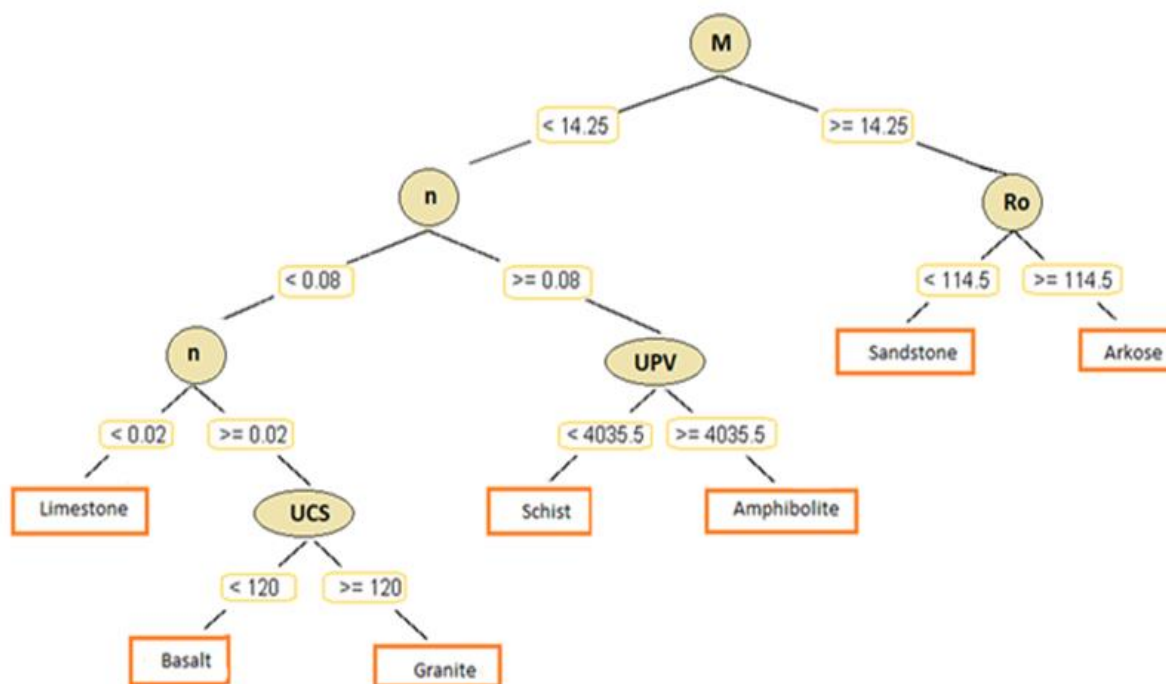 M
< 14.25
>= 14.25
n
Ro
< 0.08
>= 0.08
< 114.5
>= 114.5
n
UPV
Sandstone
Arkose
< 0.02
>= 0.02
< 4035.5
>= 4035.5
Limestone
UCS
Schist
Amphibolite
< 120
>= 120
Basalt
Granite